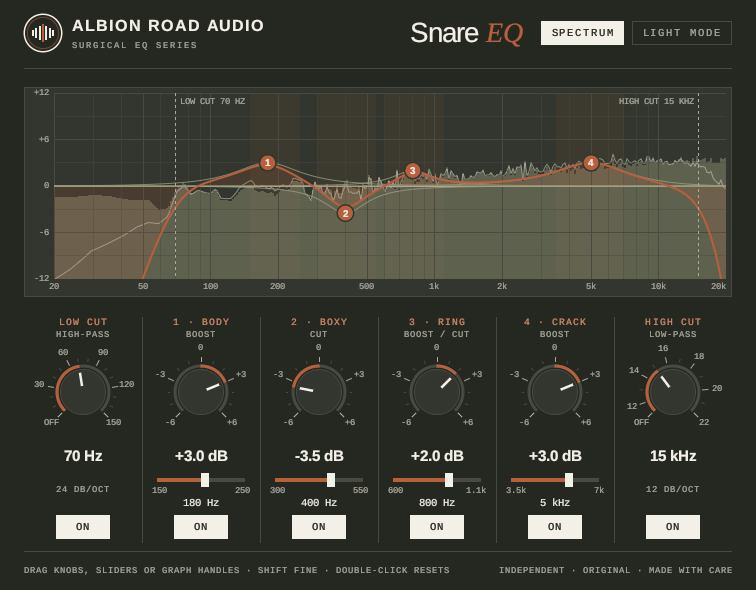 ALBION ROAD AUDIO
SURGICAL EQ SERIES
Snare EQ
SPECTRUM
LIGHT MODE
+12
+6
0
-6
-12
LOW CUT 70 HZ
HIGH CUT 15 KHZ
1
2
3
4
20 50 100 200 500 1k 2k 5k 10k 20k
LOW CUT
HIGH-PASS
60 90
30 120
OFF 150
70 Hz
24 DB/OCT
ON
1 · BODY
BOOST
0
-3 +3
-6 +6
+3.0 dB
150 250
180 Hz
ON
2 · BOXY
CUT
0
-3 +3
-6 +6
-3.5 dB
300 550
400 Hz
ON
3 · RING
BOOST / CUT
0
-3 +3
-6 +6
+2.0 dB
600 1.1k
800 Hz
ON
4 · CRACK
BOOST
0
-3 +3
-6 +6
+3.0 dB
3.5k 7k
5 kHz
ON
HIGH CUT
LOW-PASS
16 18
14 20
12
OFF 22
15 kHz
12 DB/OCT
ON
DRAG KNOBS, SLIDERS OR GRAPH HANDLES · SHIFT FINE · DOUBLE-CLICK RESETS
INDEPENDENT · ORIGINAL · MADE WITH CARE